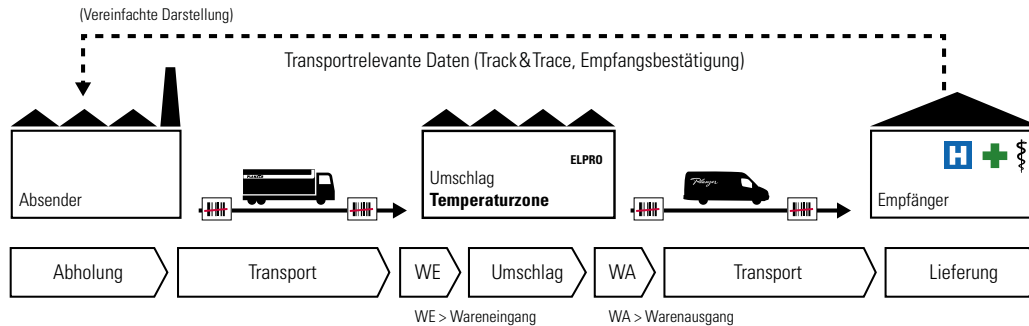 (Vereinfachte Darstellung)
Transportrelevante Daten (Track & Trace, Empfangsbestätigung)
ELPRO
Absender
Umschlag
Temperaturzone
Planzer
H
Empfänger
Abholung
Transport
WE
Umschlag
WA
Transport
Lieferung
WE > Wareneingang
WA > Warenausgang